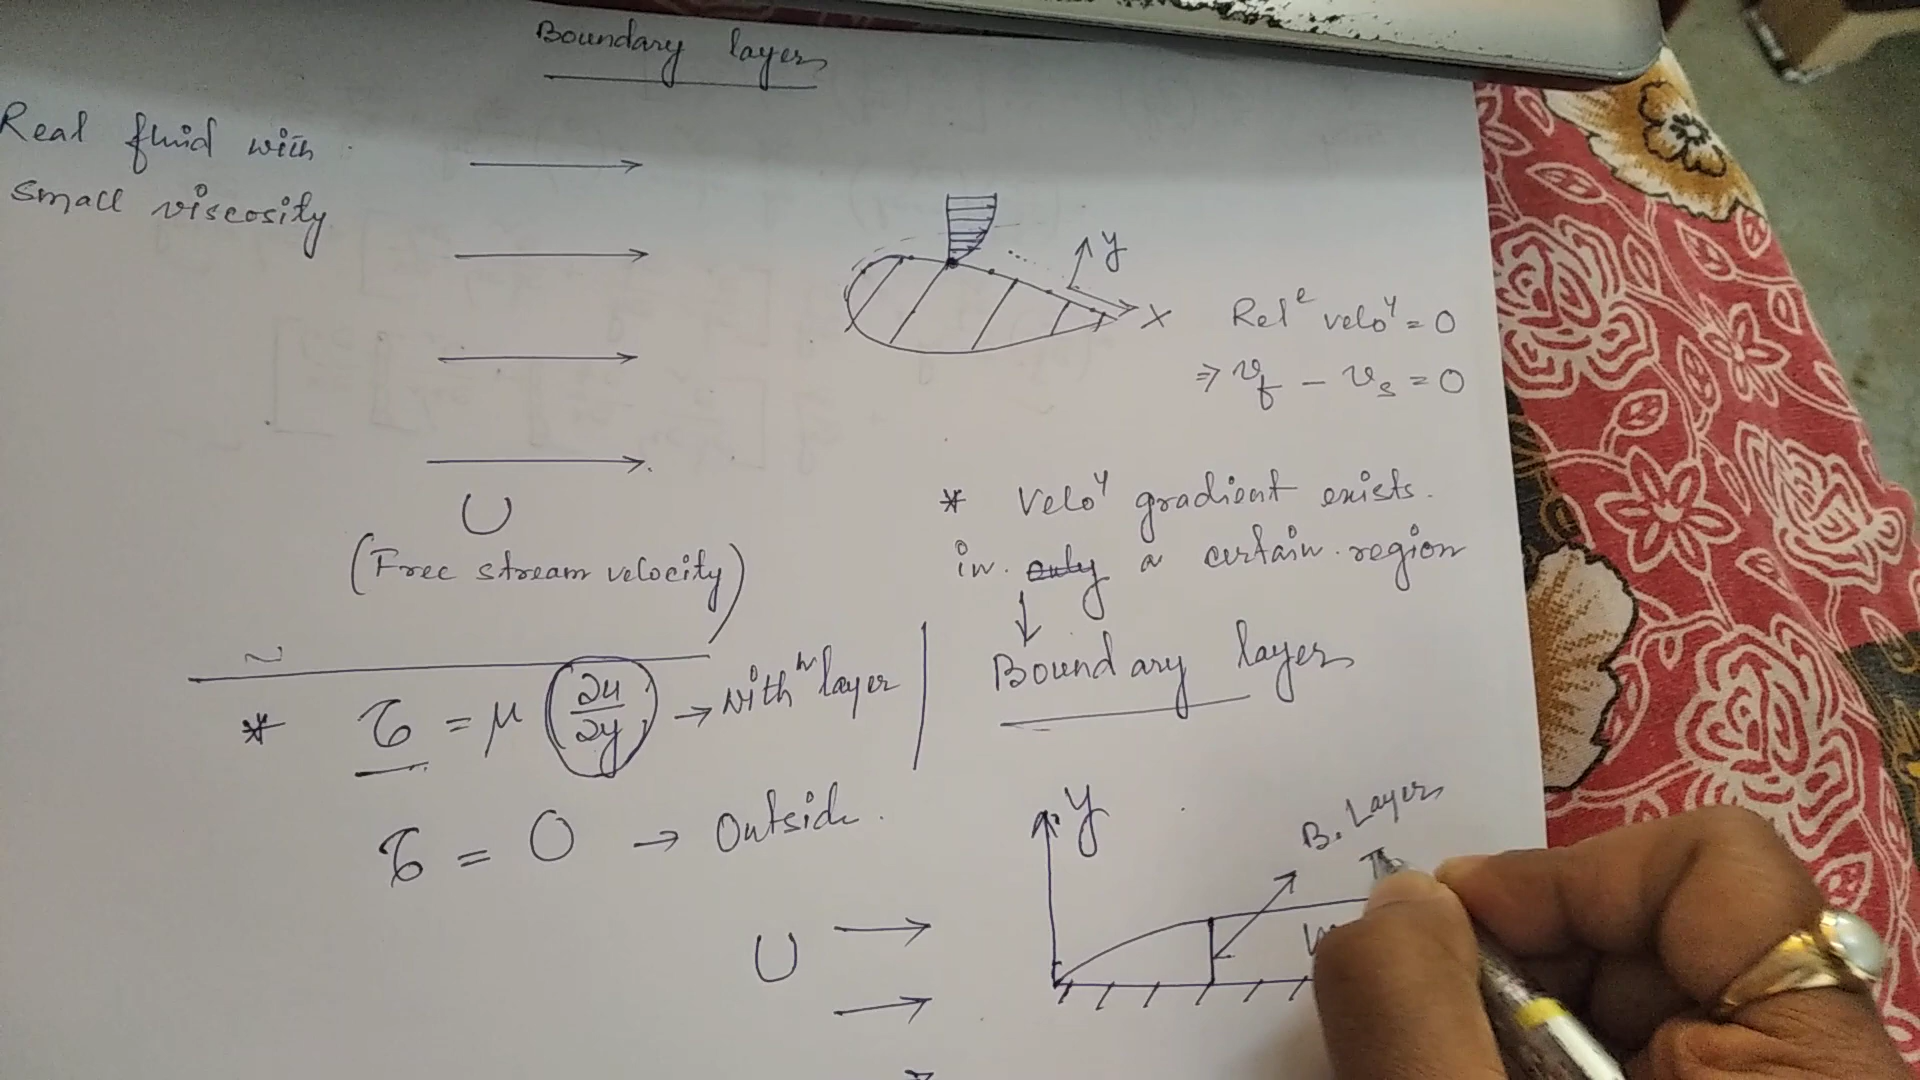 Boundary layer
Real fluid with
small viscosity
y
x
Rel^e velo^y = 0
⇒ v_f - v_s = 0
U
(Free stream velocity)
* Velo^y gradient exists.
in. only a certain region
↓
Boundary layer
~
* τ = μ (∂u/∂y) → with^n layer
τ = 0 → Outside.
y
B. Layer
U